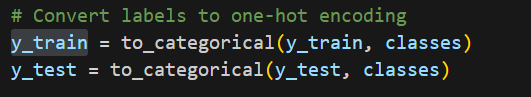 # Convert labels to one-hot encoding
y_train = to_categorical(y_train, classes)
y_test = to_categorical(y_test, classes)